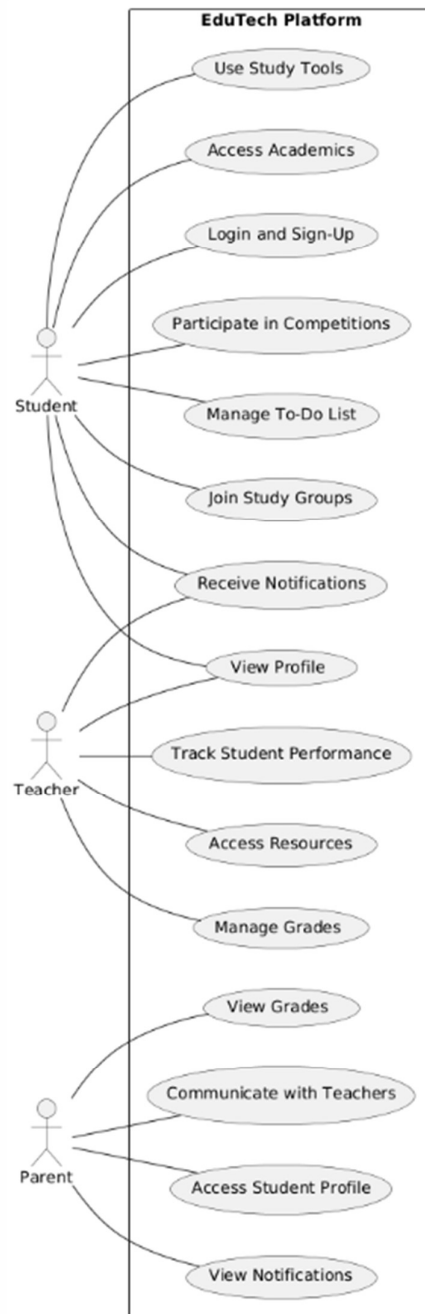 EduTech Platform
Use Study Tools
Access Academics
Login and Sign-Up
Participate in Competitions
Student
Manage To-Do List
Join Study Groups
Receive Notifications
View Profile
Teacher
Track Student Performance
Access Resources
Manage Grades
View Grades
Communicate with Teachers
Parent
Access Student Profile
View Notifications